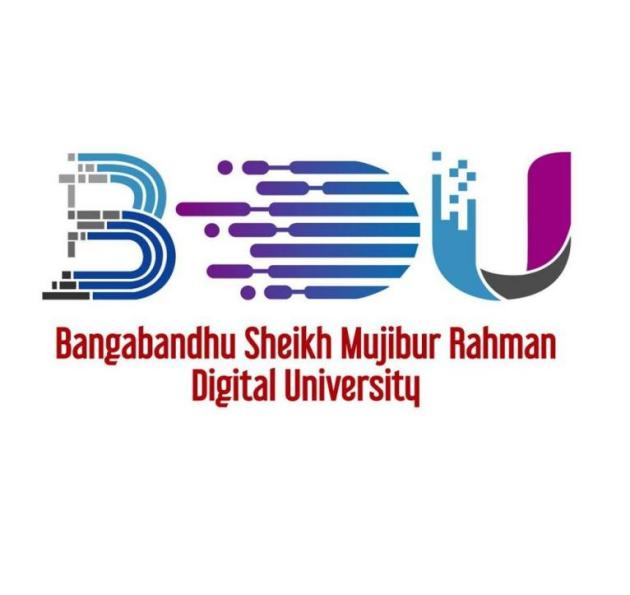 BDU
Bangabandhu Sheikh Mujibur Rahman
Digital University